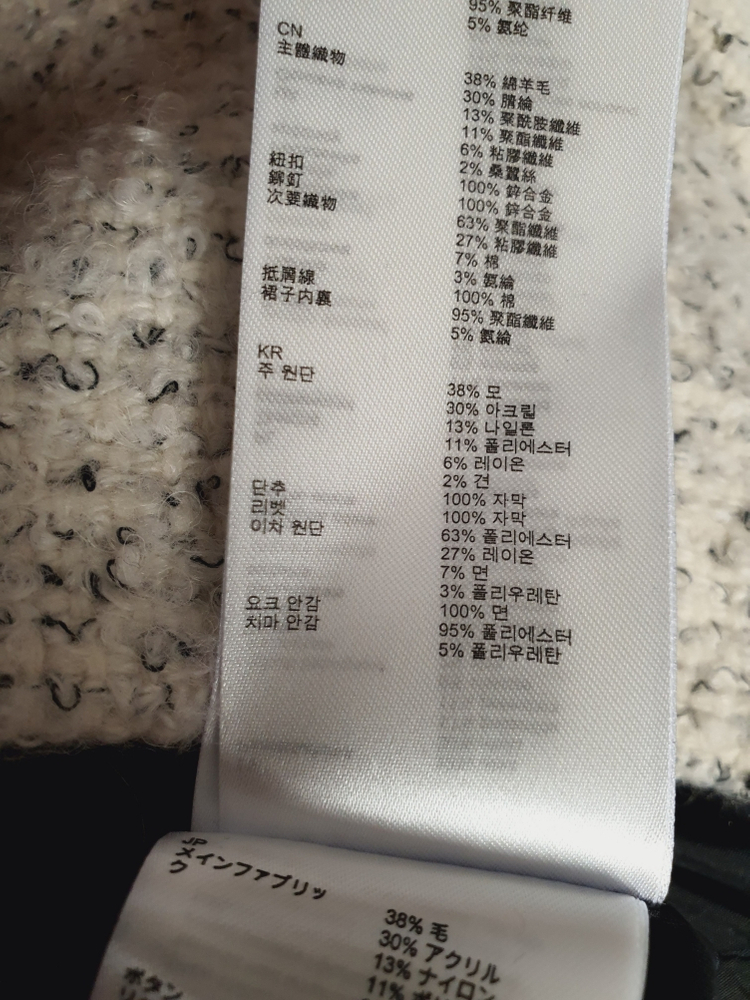 95% 聚酯纤维
5% 氨纶
CN
主體織物
38% 綿羊毛
30% 腈綸
13% 聚酰胺纖維
11% 聚酯纖維
6% 粘膠纖維
2% 桑蠶絲
紐扣 100% 鋅合金
鉚釘 100% 鋅合金
次要織物 63% 聚酯纖維
27% 粘膠纖維
7% 棉
3% 氨綸
抵膶線 100% 棉
裙子内裏 95% 聚酯纖維
5% 氨綸
KR
주 원단
38% 모
30% 아크릴
13% 나일론
11% 폴리에스터
6% 레이온
2% 견
단추 100% 자막
리벳 100% 자막
이차 원단 63% 폴리에스터
27% 레이온
7% 면
3% 폴리우레탄
요크 안감 100% 면
치마 안감 95% 폴리에스터
5% 폴리우레탄
JP
メインファブリッ
ク
38% 毛
30% アクリル
13% ナイロン
11%
ボタン